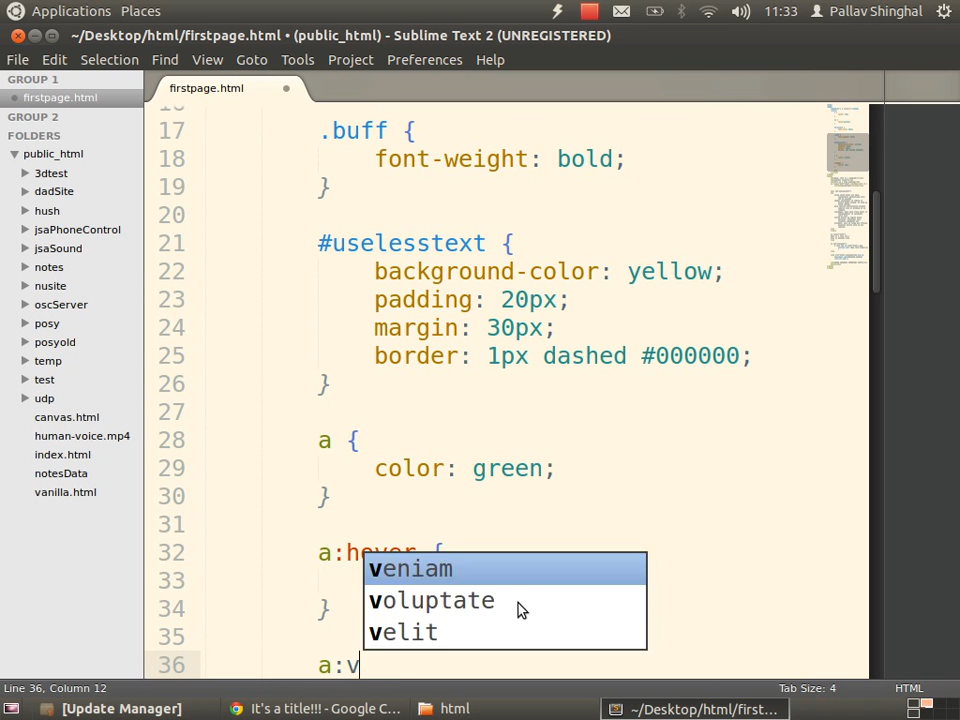 Applications Places 11:33 Pallav Shinghal
~/Desktop/html/firstpage.html • (public_html) - Sublime Text 2 (UNREGISTERED)
File Edit Selection Find View Goto Tools Project Preferences Help
GROUP 1
firstpage.html
GROUP 2
FOLDERS
public_html
3dtest
dadSite
hush
jsaPhoneControl
jsaSound
notes
nusite
oscServer
posy
posyold
temp
test
udp
canvas.html
human-voice.mp4
index.html
notesData
vanilla.html
firstpage.html
17 .buff {
18 font-weight: bold;
19 }
20
21 #uselesstext {
22 background-color: yellow;
23 padding: 20px;
24 margin: 30px;
25 border: 1px dashed #000000;
26 }
27
28 a {
29 color: green;
30 }
31
32 a:hover {
33
34 }
35
36 a:v
veniam
voluptate
velit
Line 36, Column 12 Tab Size: 4 HTML
[Update Manager] It's a title!!! - Google C... html ~/Desktop/html/first...